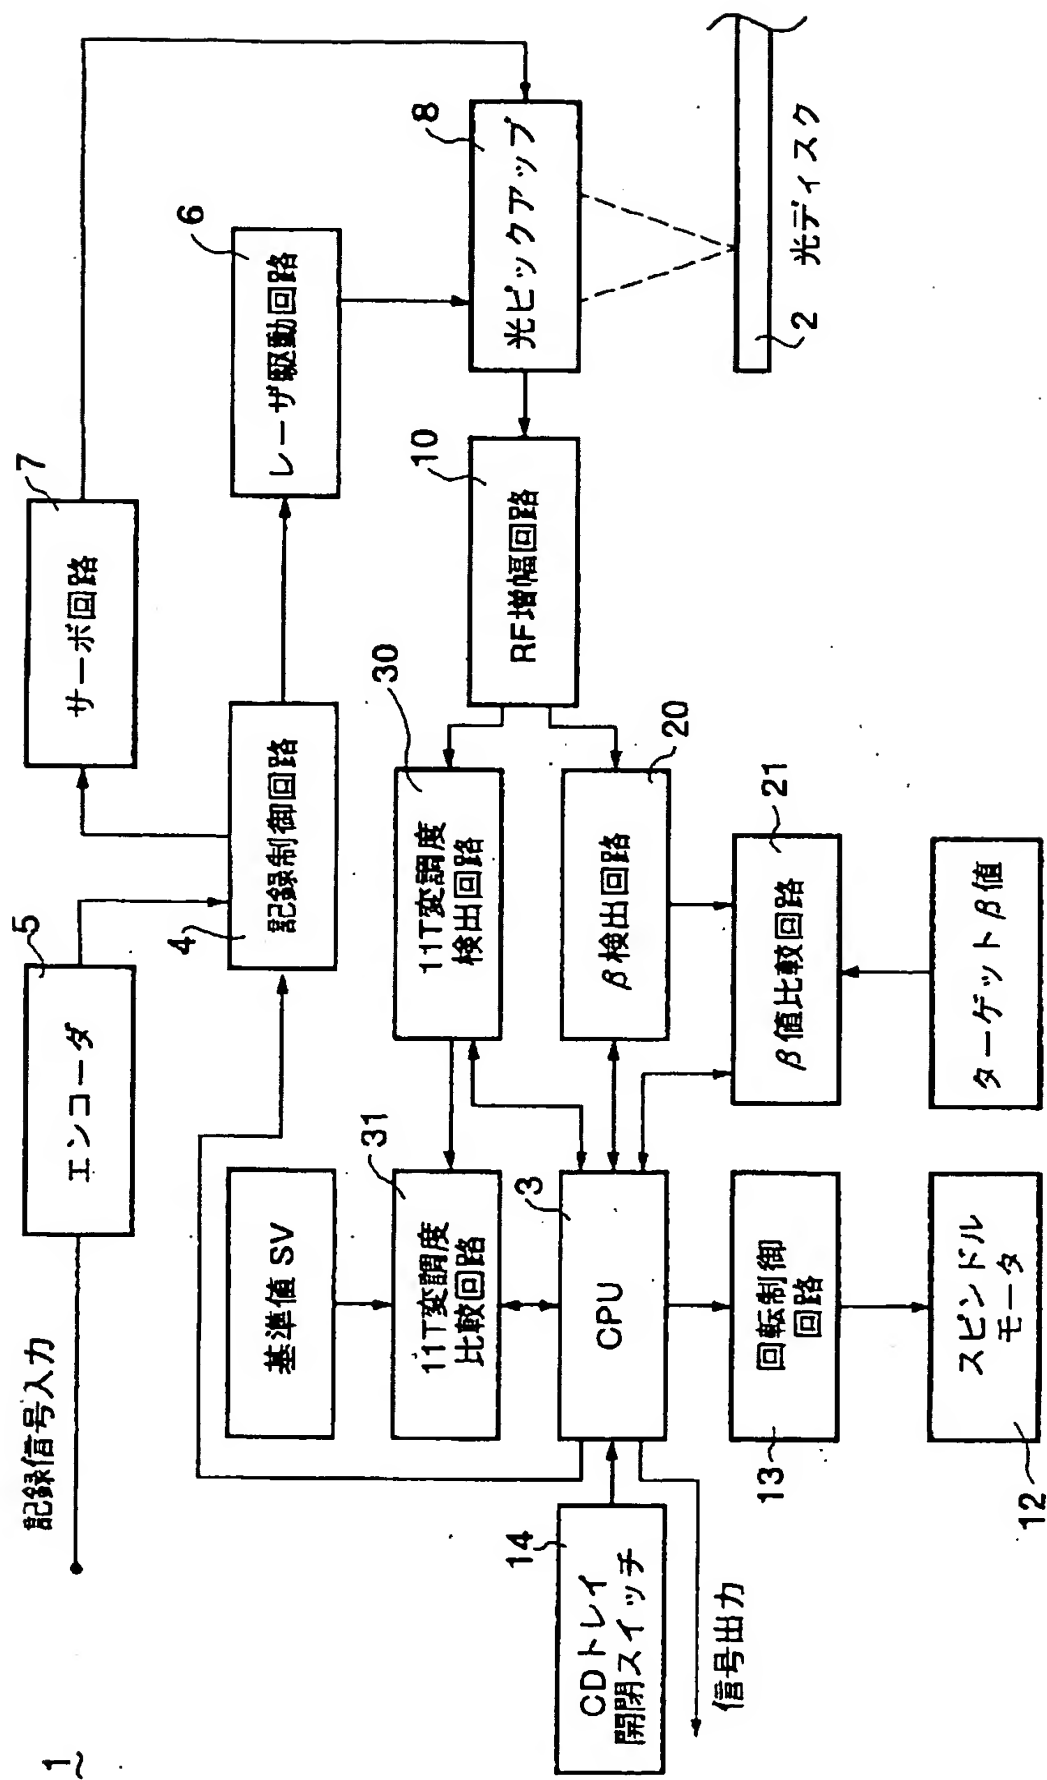 1
記録信号入力
エンコーダ
5
サーボ回路
7
記録制御回路
4
レーザ駆動回路
6
基準値 SV
11T変調度
比較回路
31
11T変調度
検出回路
30
RF増幅回路
10
光ピックアップ
8
CDトレイ
開閉スイッチ
14
CPU
3
β検出回路
20
信号出力
回転制御
回路
13
β値比較回路
21
光ディスク
2
スピンドル
モータ
12
ターゲットβ値